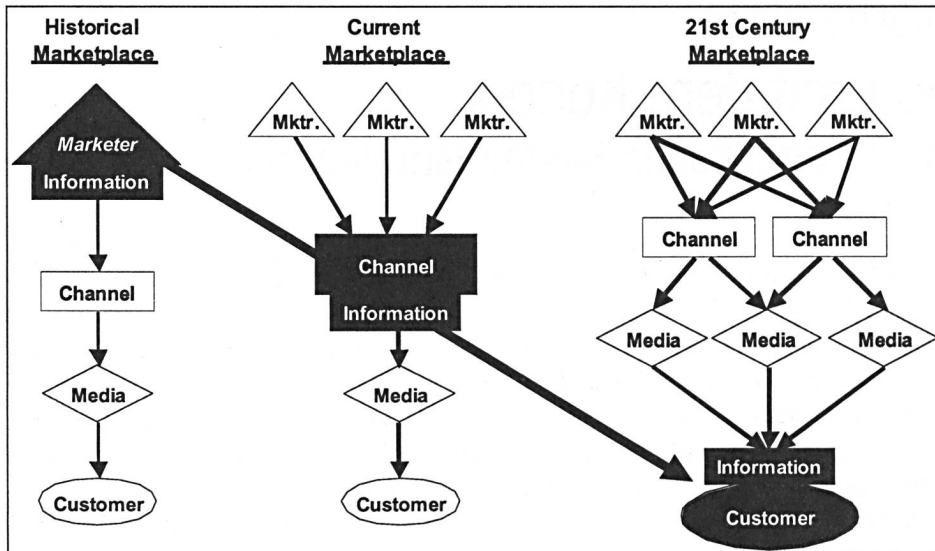 Historical
Marketplace
Marketer
Information
Channel
Media
Customer
Current
Marketplace
Mktr.
Mktr.
Mktr.
Channel
Information
Media
Customer
21st Century
Marketplace
Mktr.
Mktr.
Mktr.
Channel
Channel
Media
Media
Media
Information
Customer